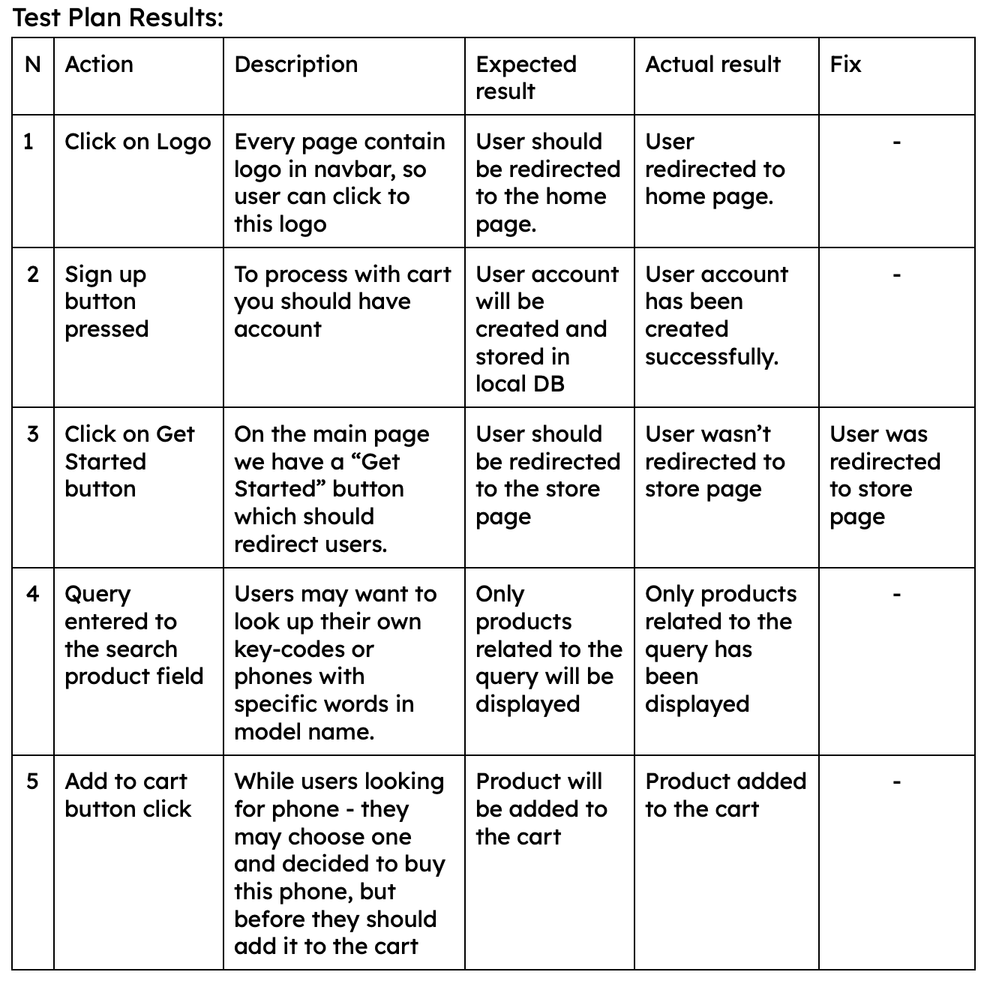 Test Plan Results:
N
Action
Description
Expected
result
Actual result
Fix
1
Click on Logo
Every page contain
logo in navbar, so
user can click to
this logo
User should
be redirected
to the home
page.
User
redirected to
home page.
-
2
Sign up
button
pressed
To process with cart
you should have
account
User account
will be
created and
stored in
local DB
User account
has been
created
successfully.
-
3
Click on Get
Started
button
On the main page
we have a “Get
Started” button
which should
redirect users.
User should
be redirected
to the store
page
User wasn’t
redirected to
store page
User was
redirected
to store
page
4
Query
entered to
the search
product field
Users may want to
look up their own
key-codes or
phones with
specific words in
model name.
Only
products
related to the
query will be
displayed
Only products
related to the
query has
been
displayed
-
5
Add to cart
button click
While users looking
for phone - they
may choose one
and decided to buy
this phone, but
before they should
add it to the cart
Product will
be added to
the cart
Product added
to the cart
-